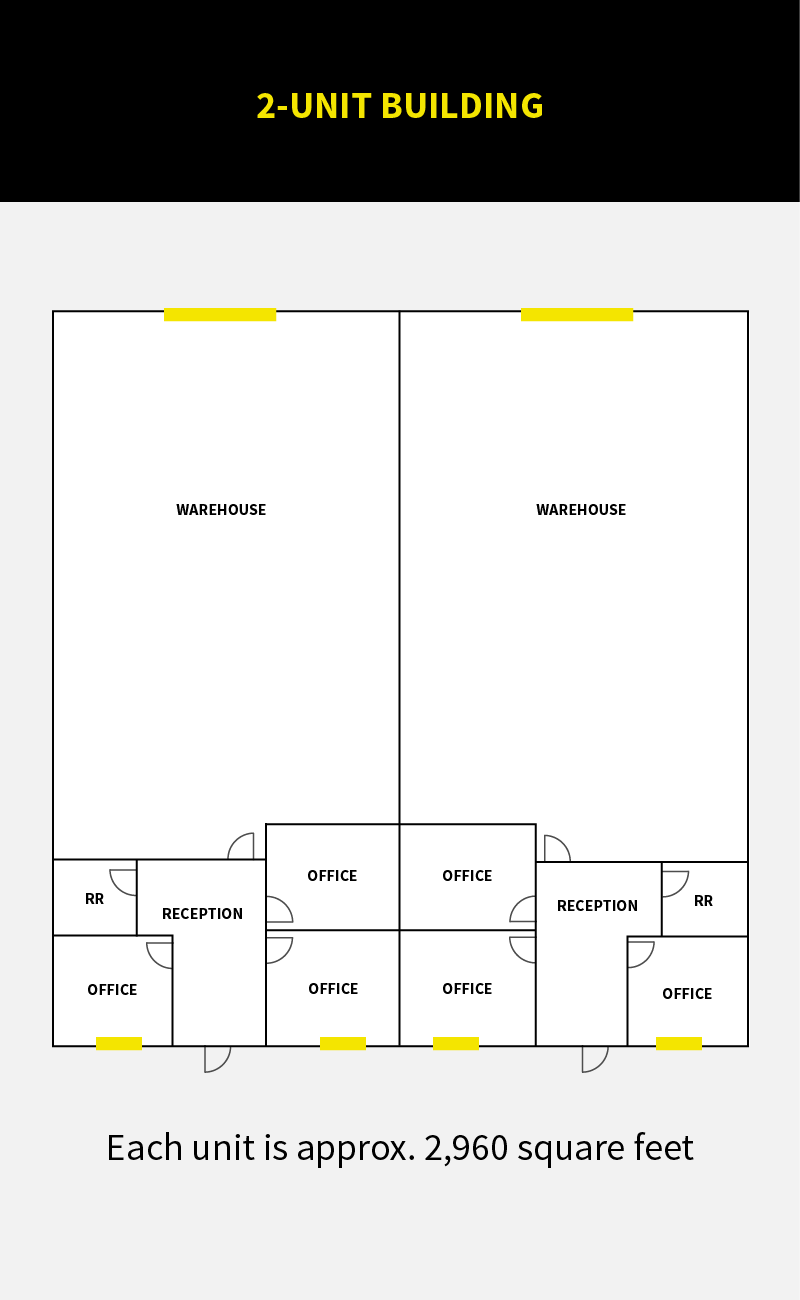 2-UNIT BUILDING
WAREHOUSE
WAREHOUSE
OFFICE
OFFICE
RR
RECEPTION
RECEPTION
RR
OFFICE
OFFICE
OFFICE
OFFICE
Each unit is approx. 2,960 square feet